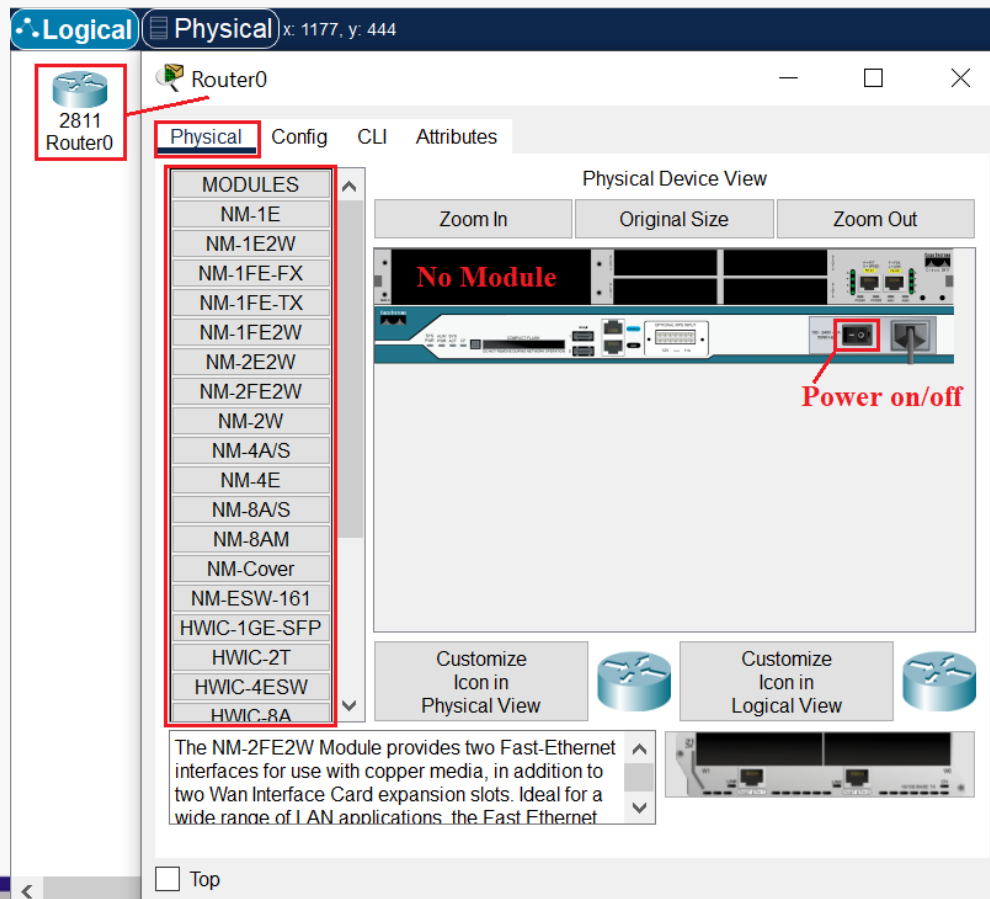 Logical
Physical x: 1177, y: 444
2811
Router0
Router0
Physical Config CLI Attributes
MODULES
NM-1E
NM-1E2W
NM-1FE-FX
NM-1FE-TX
NM-1FE2W
NM-2E2W
NM-2FE2W
NM-2W
NM-4A/S
NM-4E
NM-8A/S
NM-8AM
NM-Cover
NM-ESW-161
HWIC-1GE-SFP
HWIC-2T
HWIC-4ESW
HWIC-8A
Physical Device View
Zoom In Original Size Zoom Out
No Module
Power on/off
Customize
Icon in
Physical View
Customize
Icon in
Logical View
The NM-2FE2W Module provides two Fast-Ethernet
interfaces for use with copper media, in addition to
two Wan Interface Card expansion slots. Ideal for a
wide range of LAN applications, the Fast Ethernet
W1 W0
Top